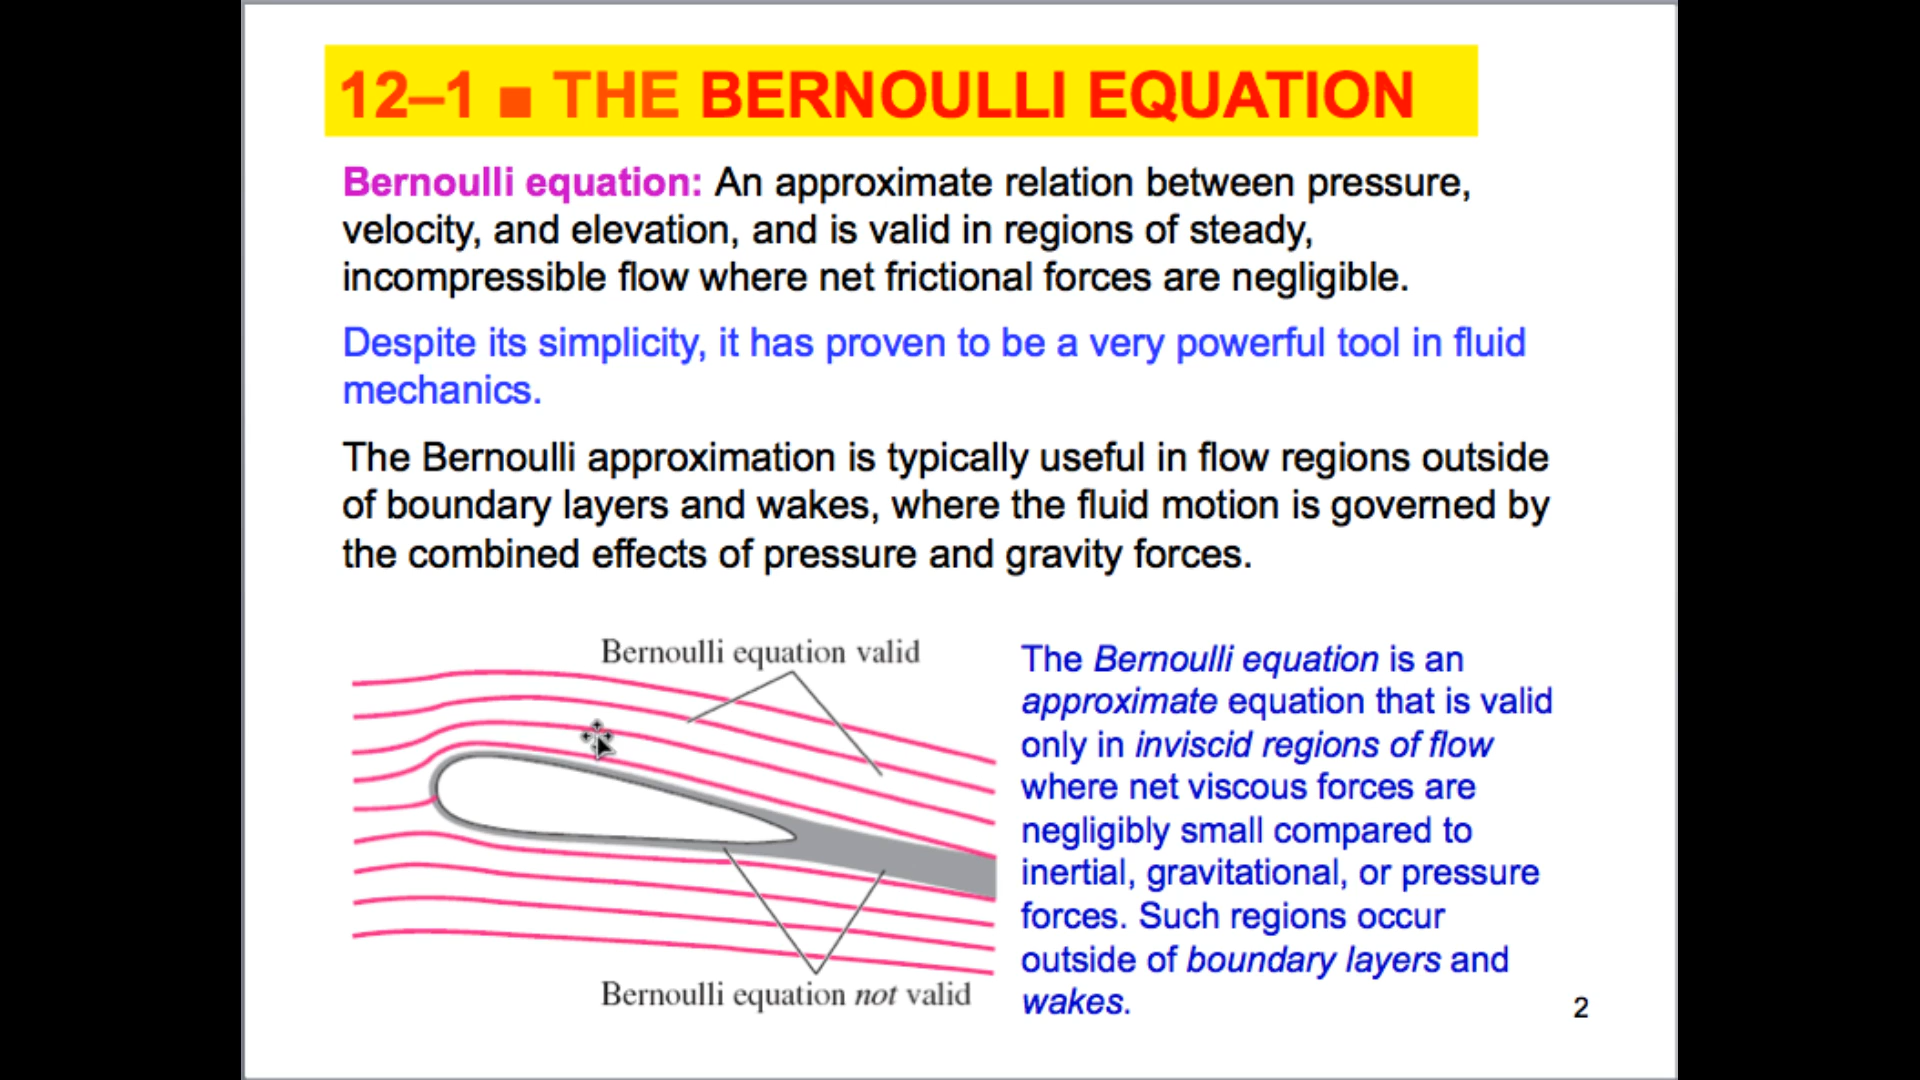 12–1 ■ THE BERNOULLI EQUATION
Bernoulli equation: An approximate relation between pressure,
velocity, and elevation, and is valid in regions of steady,
incompressible flow where net frictional forces are negligible.
Despite its simplicity, it has proven to be a very powerful tool in fluid
mechanics.
The Bernoulli approximation is typically useful in flow regions outside
of boundary layers and wakes, where the fluid motion is governed by
the combined effects of pressure and gravity forces.
Bernoulli equation valid
Bernoulli equation not valid
The Bernoulli equation is an
approximate equation that is valid
only in inviscid regions of flow
where net viscous forces are
negligibly small compared to
inertial, gravitational, or pressure
forces. Such regions occur
outside of boundary layers and
wakes.
2